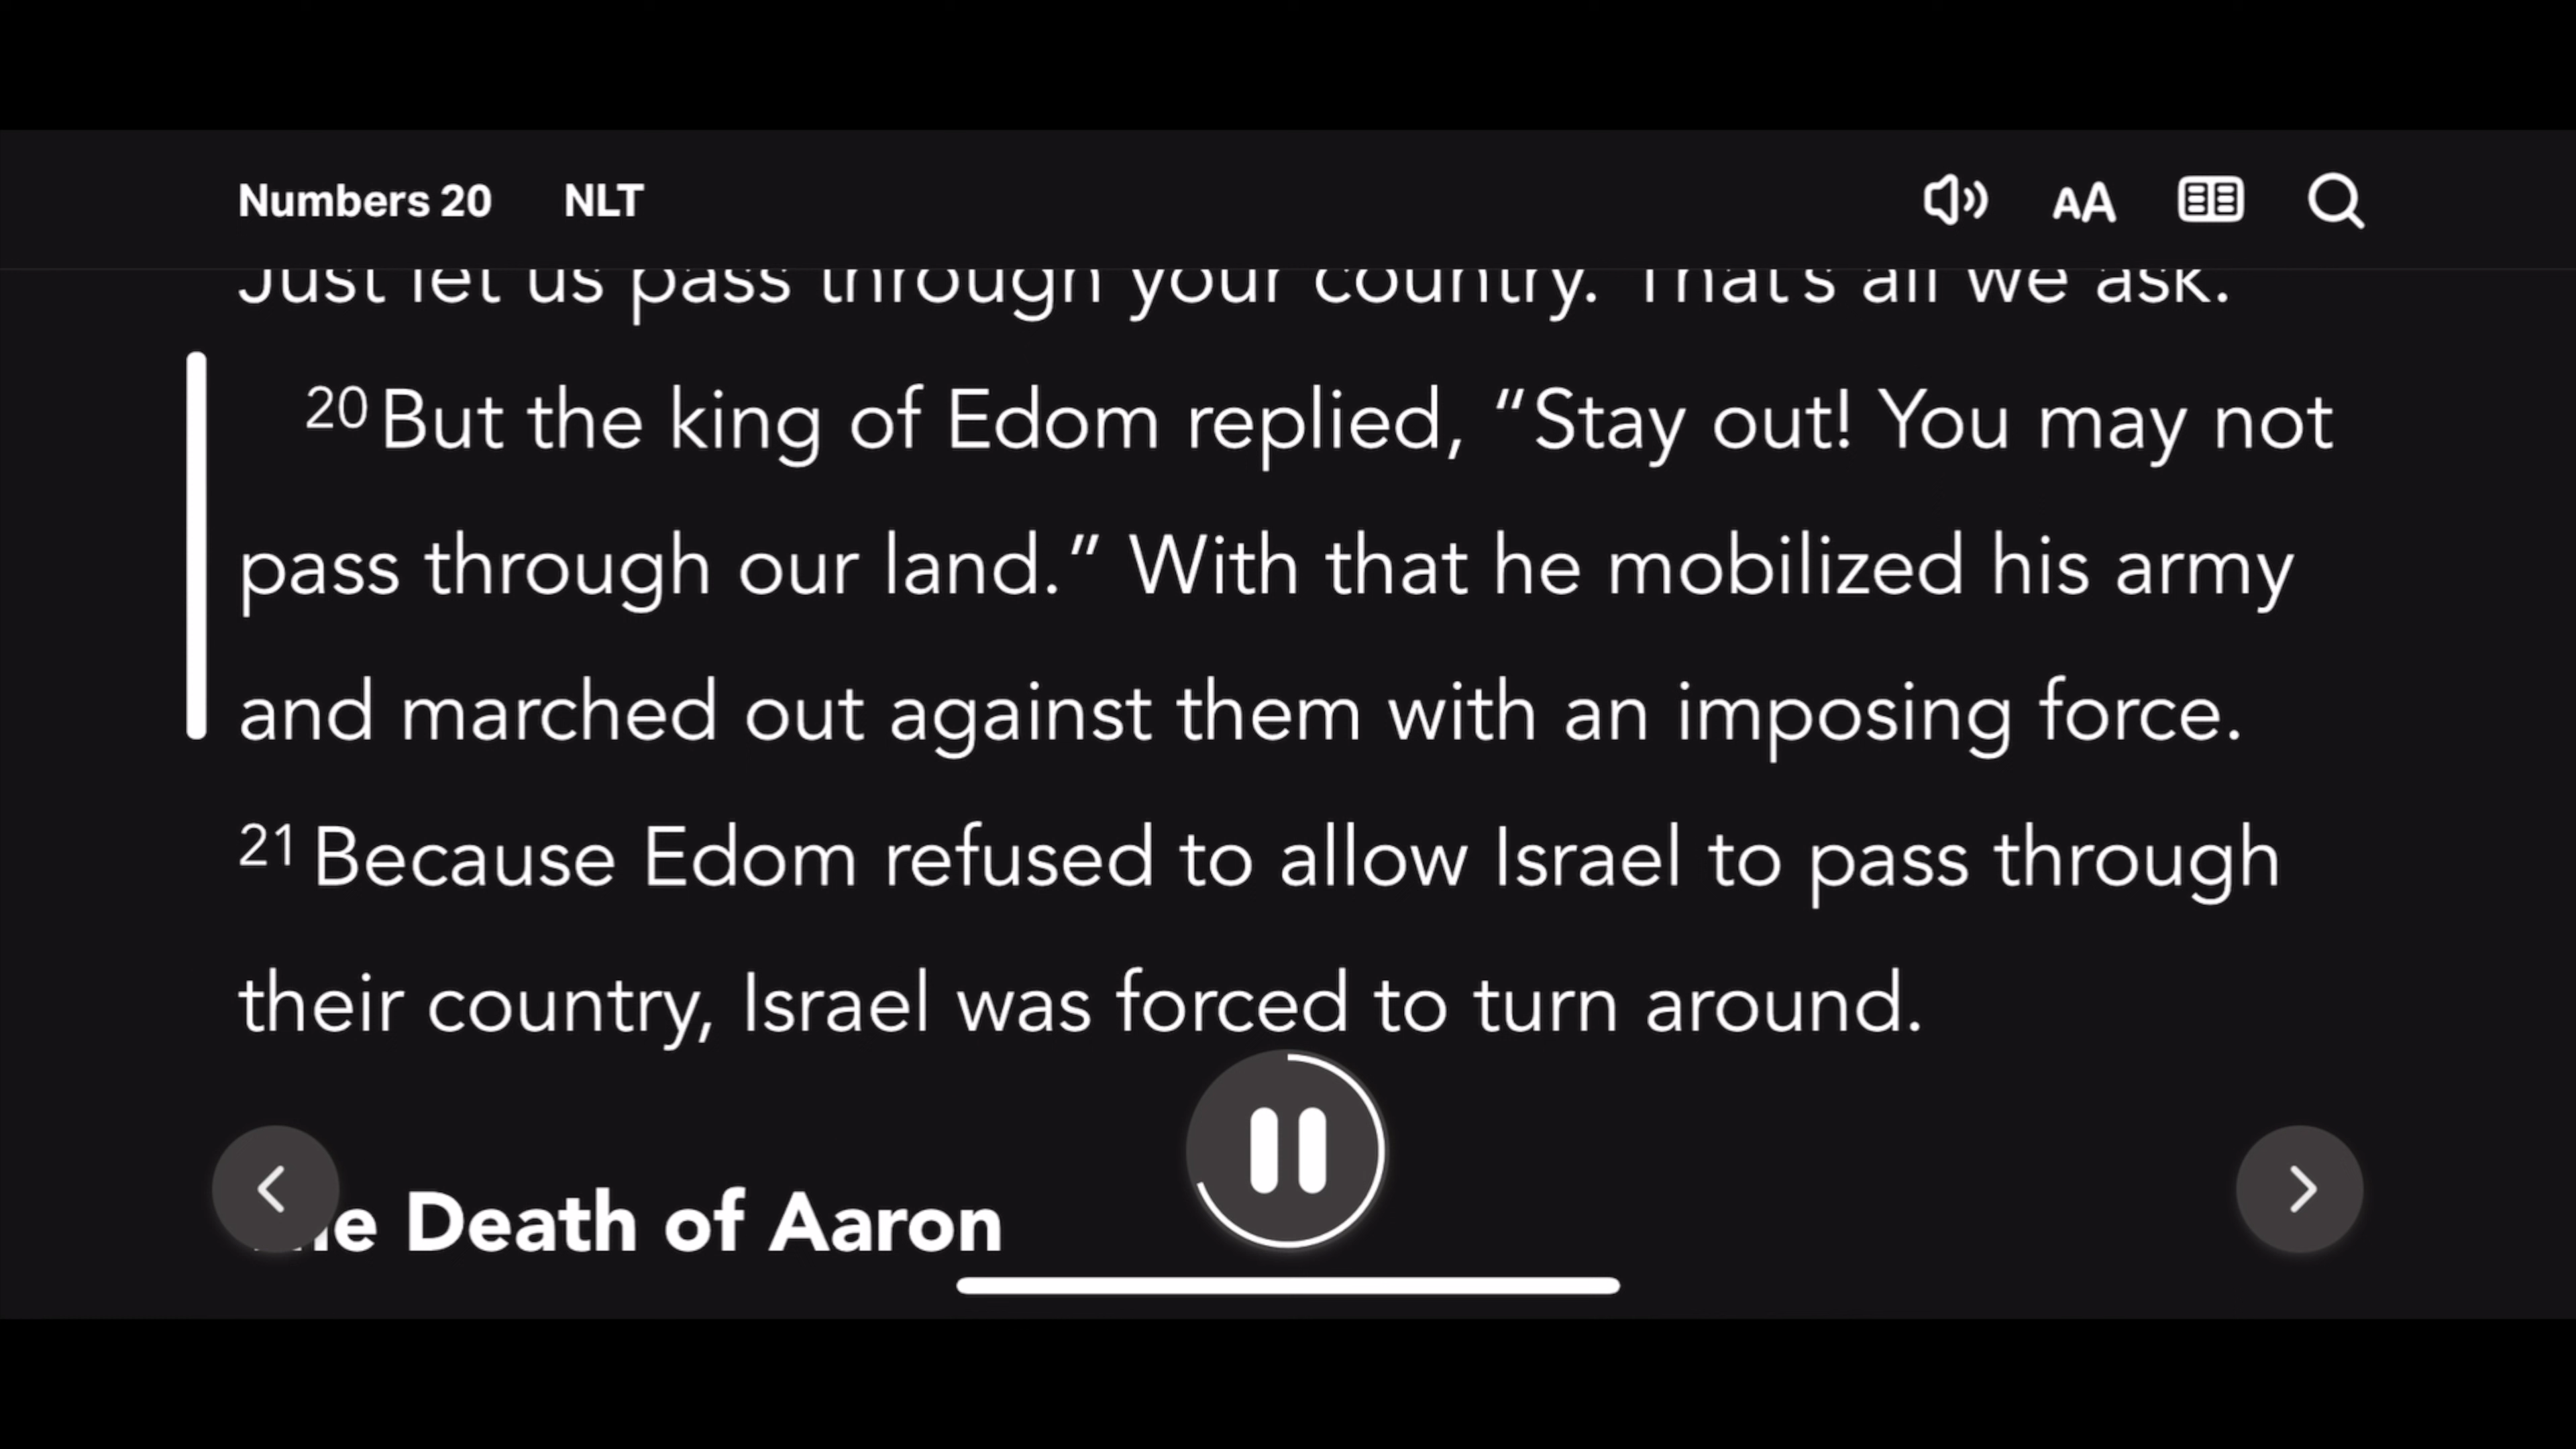 Numbers 20 NLT AA
Just let us pass through your country. That's all we ask.
20 But the king of Edom replied, “Stay out! You may not
pass through our land.” With that he mobilized his army
and marched out against them with an imposing force.
21 Because Edom refused to allow Israel to pass through
their country, Israel was forced to turn around.
Death of Aaron